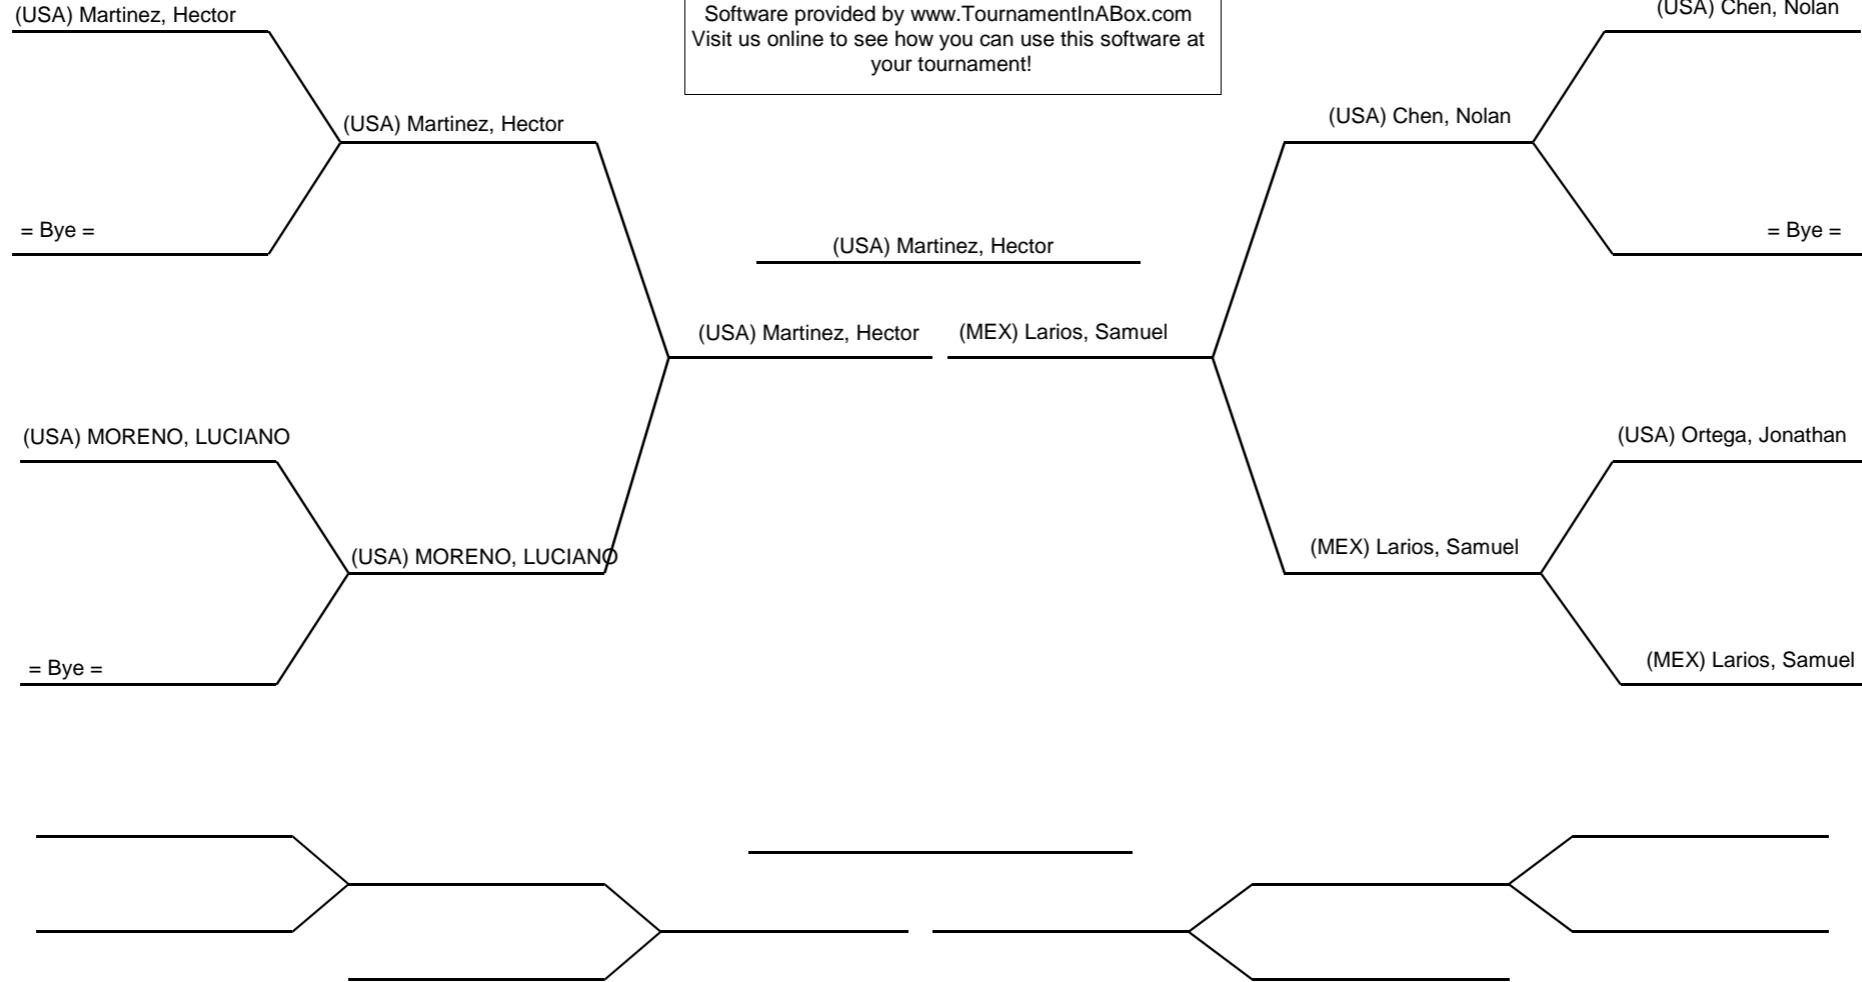 (USA) Martinez, Hector
Software provided by www.TournamentInABox.com
Visit us online to see how you can use this software at
your tournament!
(USA) Chen, Nolan
(USA) Martinez, Hector
(USA) Chen, Nolan
= Bye =
(USA) Martinez, Hector
= Bye =
(USA) Martinez, Hector
(MEX) Larios, Samuel
(USA) MORENO, LUCIANO
(USA) Ortega, Jonathan
(USA) MORENO, LUCIANO
(MEX) Larios, Samuel
= Bye =
(MEX) Larios, Samuel